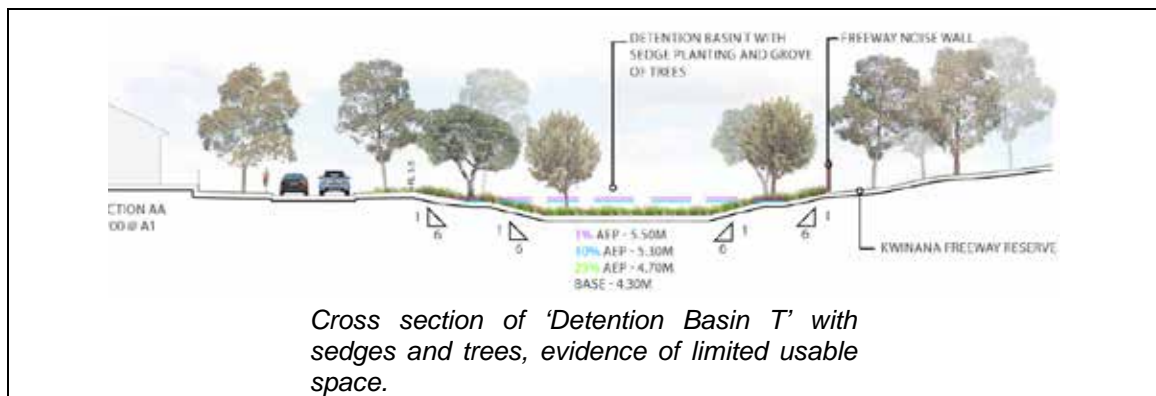 DETENTION BASIN T WITH
SEDGE PLANTING AND GROVE
OF TREES
FREEWAY NOISE WALL
CTION AA
00 @ A1
1
6
1
6
1
6
1
6
1% AEP - 5.50M
10% AEP - 5.30M
AEP - 4.70M
BASE - 4.30M
KWINANA FREEWAY RESERVE
Cross section of ‘Detention Basin T’ with
sedges and trees, evidence of limited usable
space.